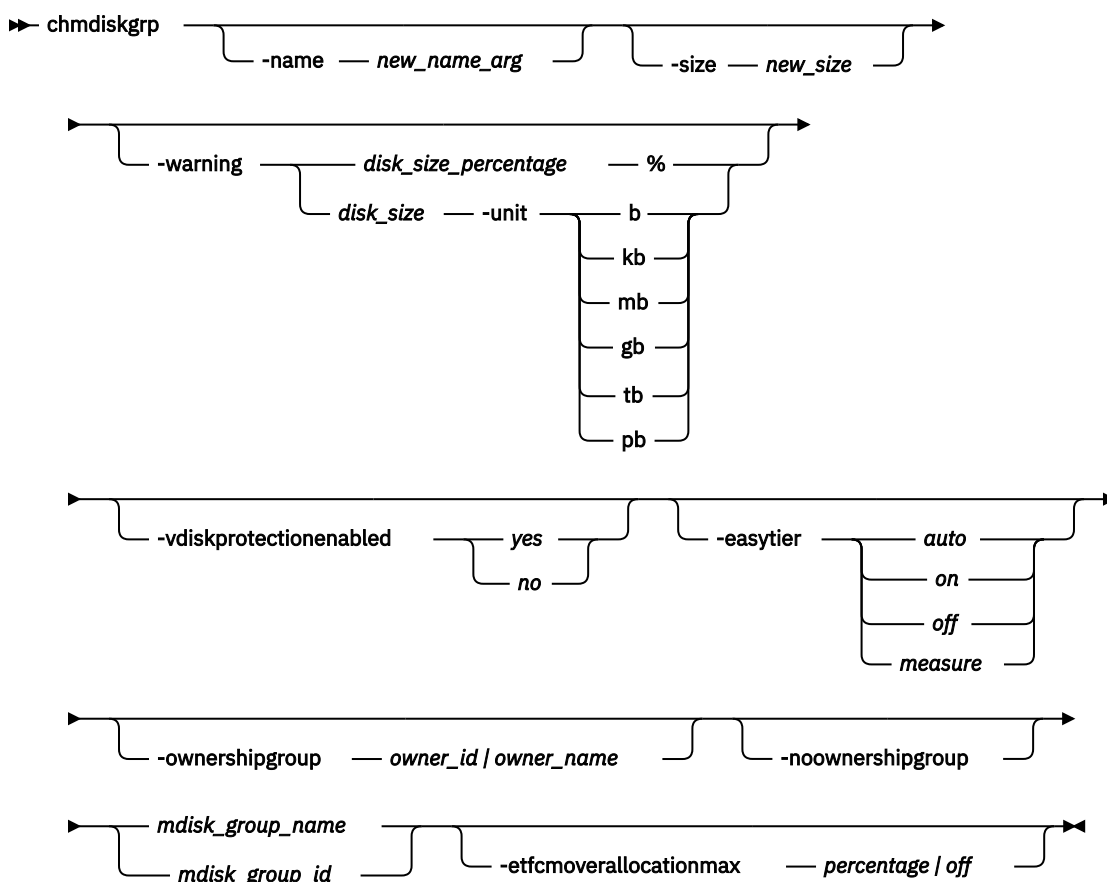 chmdiskgrp
-name new_name_arg -size new_size
-warning disk_size_percentage %
disk_size -unit b
kb
mb
gb
tb
pb
-vdiskprotectionenabled yes -easytier auto
no on
off
measure
-ownershipgroup owner_id | owner_name -noownershipgroup
mdisk_group_name
mdisk_group_id -etfcmoverallocationmax percentage | off